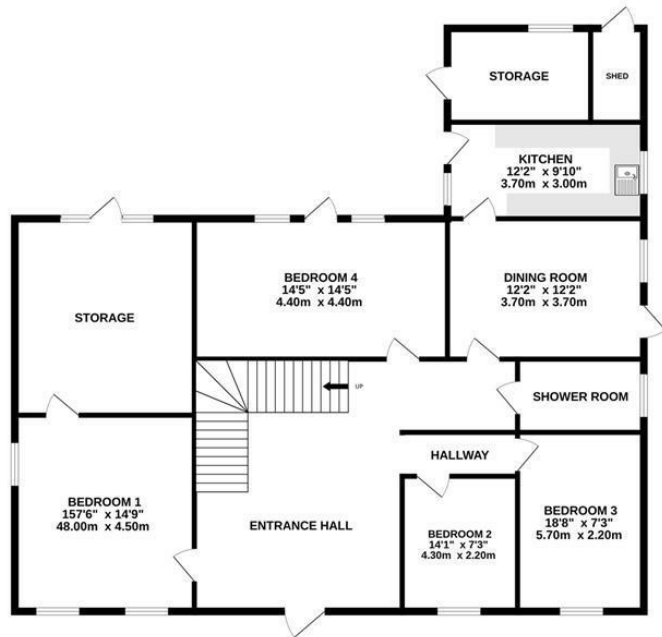 STORAGE
SHED
KITCHEN
12'2" x 9'10"
3.70m x 3.00m
BEDROOM 4
14'5" x 14'5"
4.40m x 4.40m
DINING ROOM
12'2" x 12'2"
3.70m x 3.70m
STORAGE
UP
SHOWER ROOM
HALLWAY
BEDROOM 1
157'6" x 14'9"
48.00m x 4.50m
ENTRANCE HALL
BEDROOM 2
14'1" x 7'3"
4.30m x 2.20m
BEDROOM 3
18'8" x 7'3"
5.70m x 2.20m